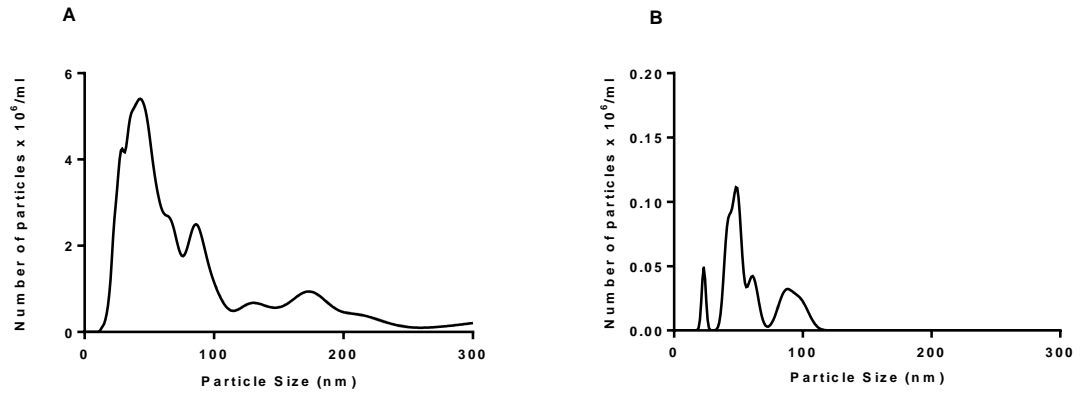 A
Number of particles x 10⁶/ml
6
4
2
0
0 100 200 300
Particle Size (nm)
B
Number of particles x 10⁶/ml
0.20
0.15
0.10
0.05
0.00
0 100 200 300
Particle Size (nm)